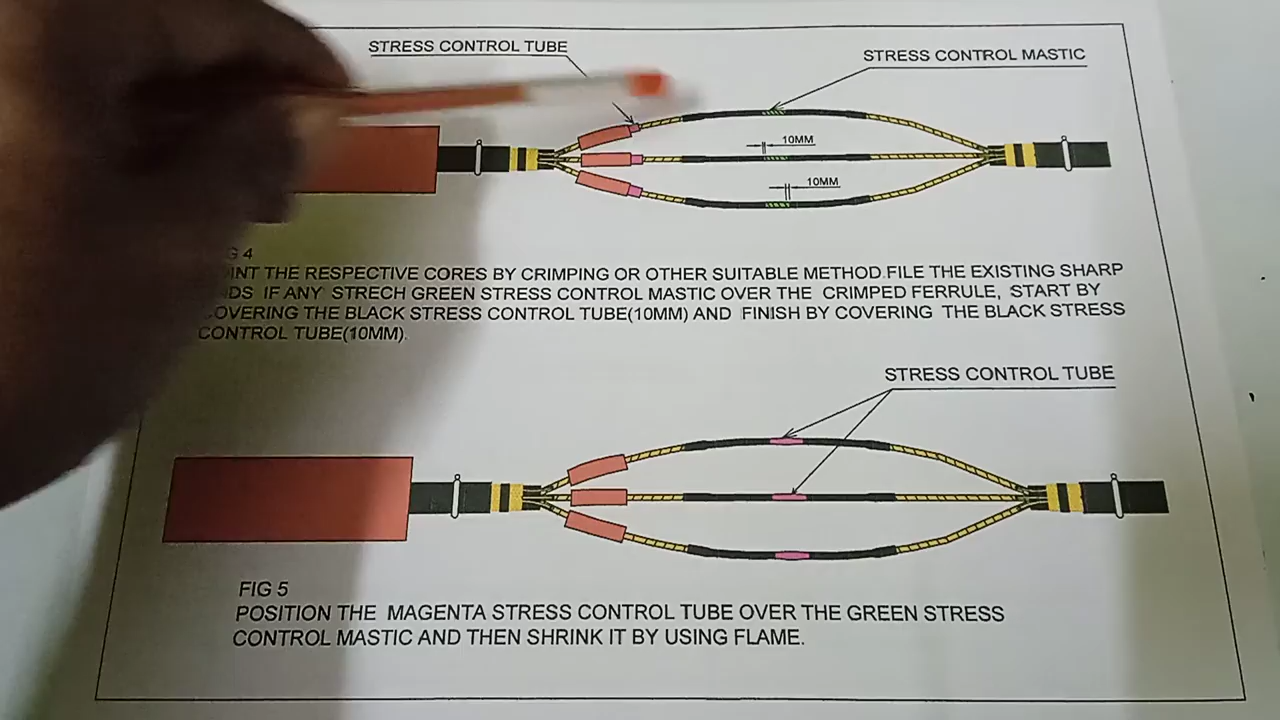 STRESS CONTROL TUBE
STRESS CONTROL MASTIC
10MM
10MM
G 4
INT THE RESPECTIVE CORES BY CRIMPING OR OTHER SUITABLE METHOD.FILE THE EXISTING SHARP
IF ANY STRECH GREEN STRESS CONTROL MASTIC OVER THE CRIMPED FERRULE, START BY
COVERING THE BLACK STRESS CONTROL TUBE(10MM) AND FINISH BY COVERING THE BLACK STRESS
CONTROL TUBE(10MM).
STRESS CONTROL TUBE
FIG 5
POSITION THE MAGENTA STRESS CONTROL TUBE OVER THE GREEN STRESS
CONTROL MASTIC AND THEN SHRINK IT BY USING FLAME.